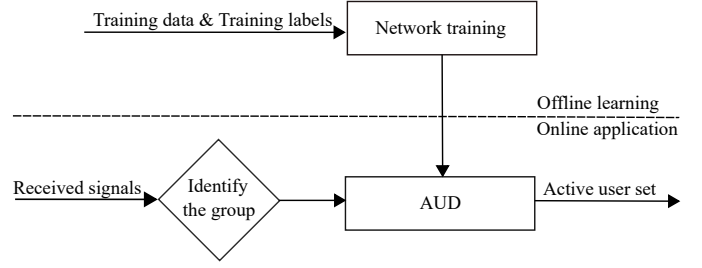 Training data & Training labels
Network training
Offline learning
Online application
Received signals
Identify
the group
AUD
Active user set